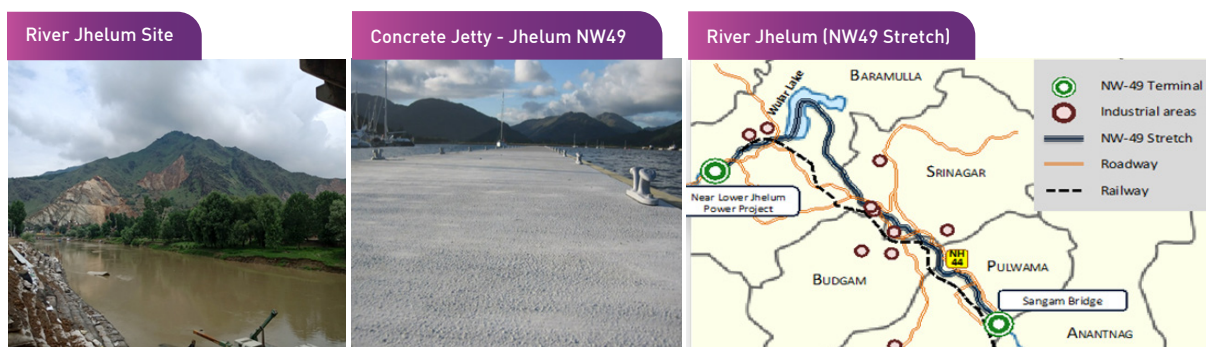 River Jhelum Site
Concrete Jetty - Jhelum NW49
River Jhelum (NW49 Stretch)
Wular Lake
BARAMULLA
NW-49 Terminal
Industrial areas
NW-49 Stretch
Roadway
Railway
SRINAGAR
Near Lower Jhelum
Power Project
NH
44
PULWAMA
BUDGAM
Sangam Bridge
ANANTNAG